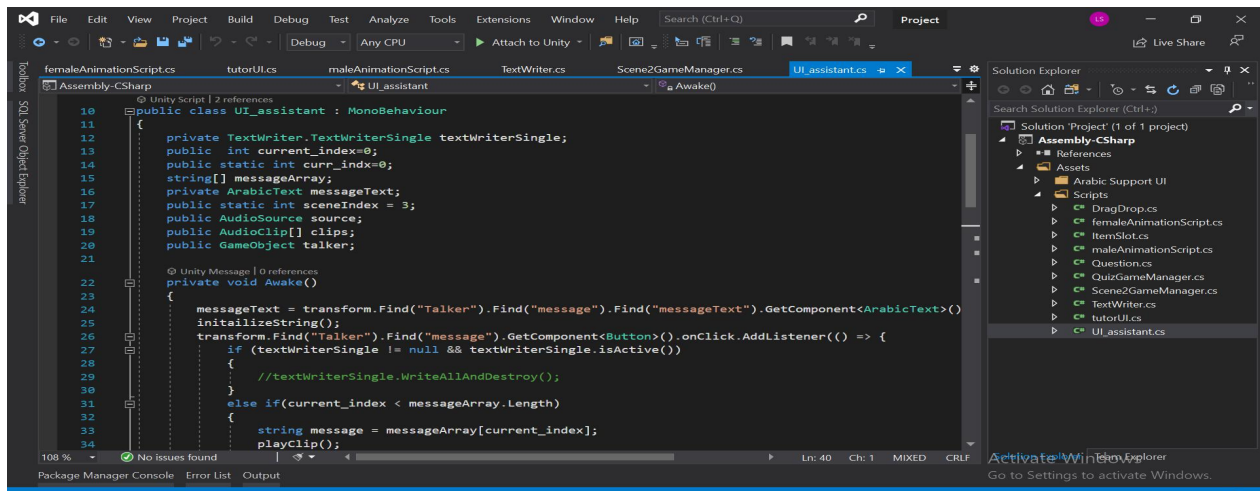 File Edit View Project Build Debug Test Analyze Tools Extensions Window Help Search (Ctrl+Q) Project LS
Debug Any CPU Attach to Unity Live Share
femaleAnimationScript.cs tutorUI.cs maleAnimationScript.cs TextWriter.cs Scene2GameManager.cs UI_assistant.cs
Assembly-CSharp UI_assistant Awake()
Toolbox
SQL Server Object Explorer
Unity Script | 2 references
10 public class UI_assistant : MonoBehaviour
11 {
12 private TextWriter.TextWriterSingle textWriterSingle;
13 public int current_index=0;
14 public static int curr_indx=0;
15 string[] messageArray;
16 private ArabicText messageText;
17 public static int sceneIndex = 3;
18 public AudioSource source;
19 public AudioClip[] clips;
20 public GameObject talker;
21
Unity Message | 0 references
22 private void Awake()
23 {
24 messageText = transform.Find("Talker").Find("message").Find("messageText").GetComponent<ArabicText>()
25 initailizeString();
26 transform.Find("Talker").Find("message").GetComponent<Button>().onClick.AddListener(() => {
27 if (textWriterSingle != null && textWriterSingle.isActive())
28 {
29 //textWriterSingle.WriteAllAndDestroy();
30 }
31 else if(current_index < messageArray.Length)
32 {
33 string message = messageArray[current_index];
34 playClip();
108 % No issues found Ln: 40 Ch: 1 MIXED CRLF
Package Manager Console Error List Output
Solution Explorer
Search Solution Explorer (Ctrl+;)
Solution 'Project' (1 of 1 project)
Assembly-CSharp
References
Assets
Arabic Support UI
Scripts
C# DragDrop.cs
C# femaleAnimationScript.cs
C# ItemSlot.cs
C# maleAnimationScript.cs
C# Question.cs
C# QuizGameManager.cs
C# Scene2GameManager.cs
C# TextWriter.cs
C# tutorUI.cs
C# UI_assistant.cs
Solution Explorer Team Explorer
Activate Windows
Go to Settings to activate Windows.